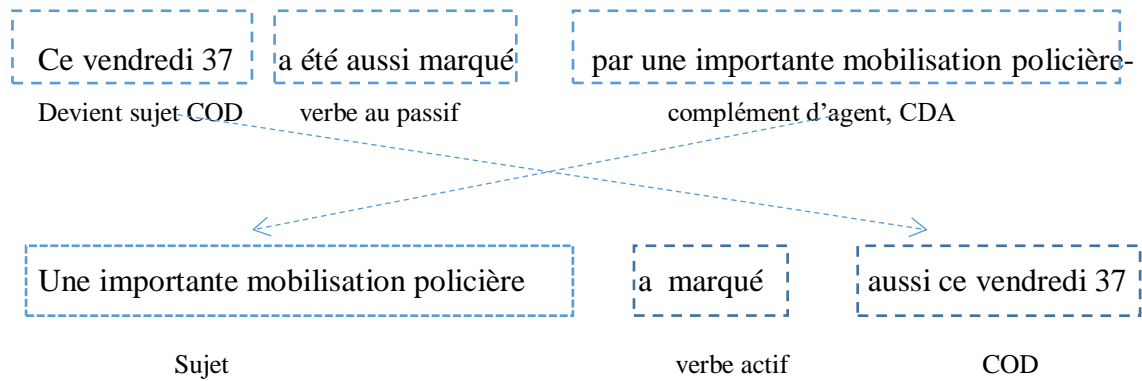 Ce vendredi 37 a été aussi marqué par une importante mobilisation policière-
Devient sujet COD verbe au passif complément d'agent, CDA
Une importante mobilisation policière a marqué aussi ce vendredi 37
Sujet verbe actif COD